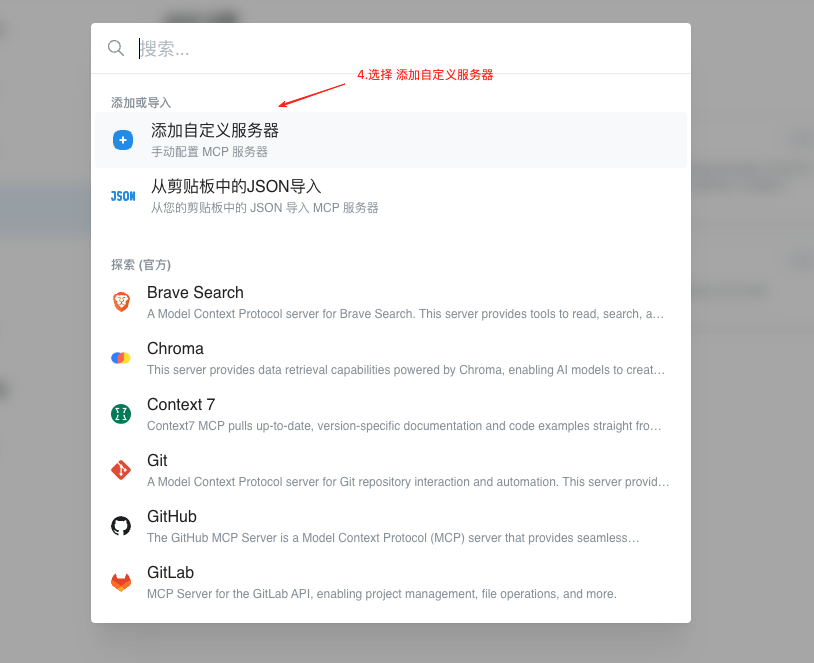 搜索...
4.选择 添加自定义服务器
添加或导入
添加自定义服务器
手动配置 MCP 服务器
JSON
从剪贴板中的JSON导入
从您的剪贴板中的 JSON 导入 MCP 服务器
探索 (官方)
Brave Search
A Model Context Protocol server for Brave Search. This server provides tools to read, search, a...
Chroma
This server provides data retrieval capabilities powered by Chroma, enabling AI models to creat...
Context 7
Context7 MCP pulls up-to-date, version-specific documentation and code examples straight fro...
Git
A Model Context Protocol server for Git repository interaction and automation. This server provid...
GitHub
The GitHub MCP Server is a Model Context Protocol (MCP) server that provides seamless...
GitLab
MCP Server for the GitLab API, enabling project management, file operations, and more.